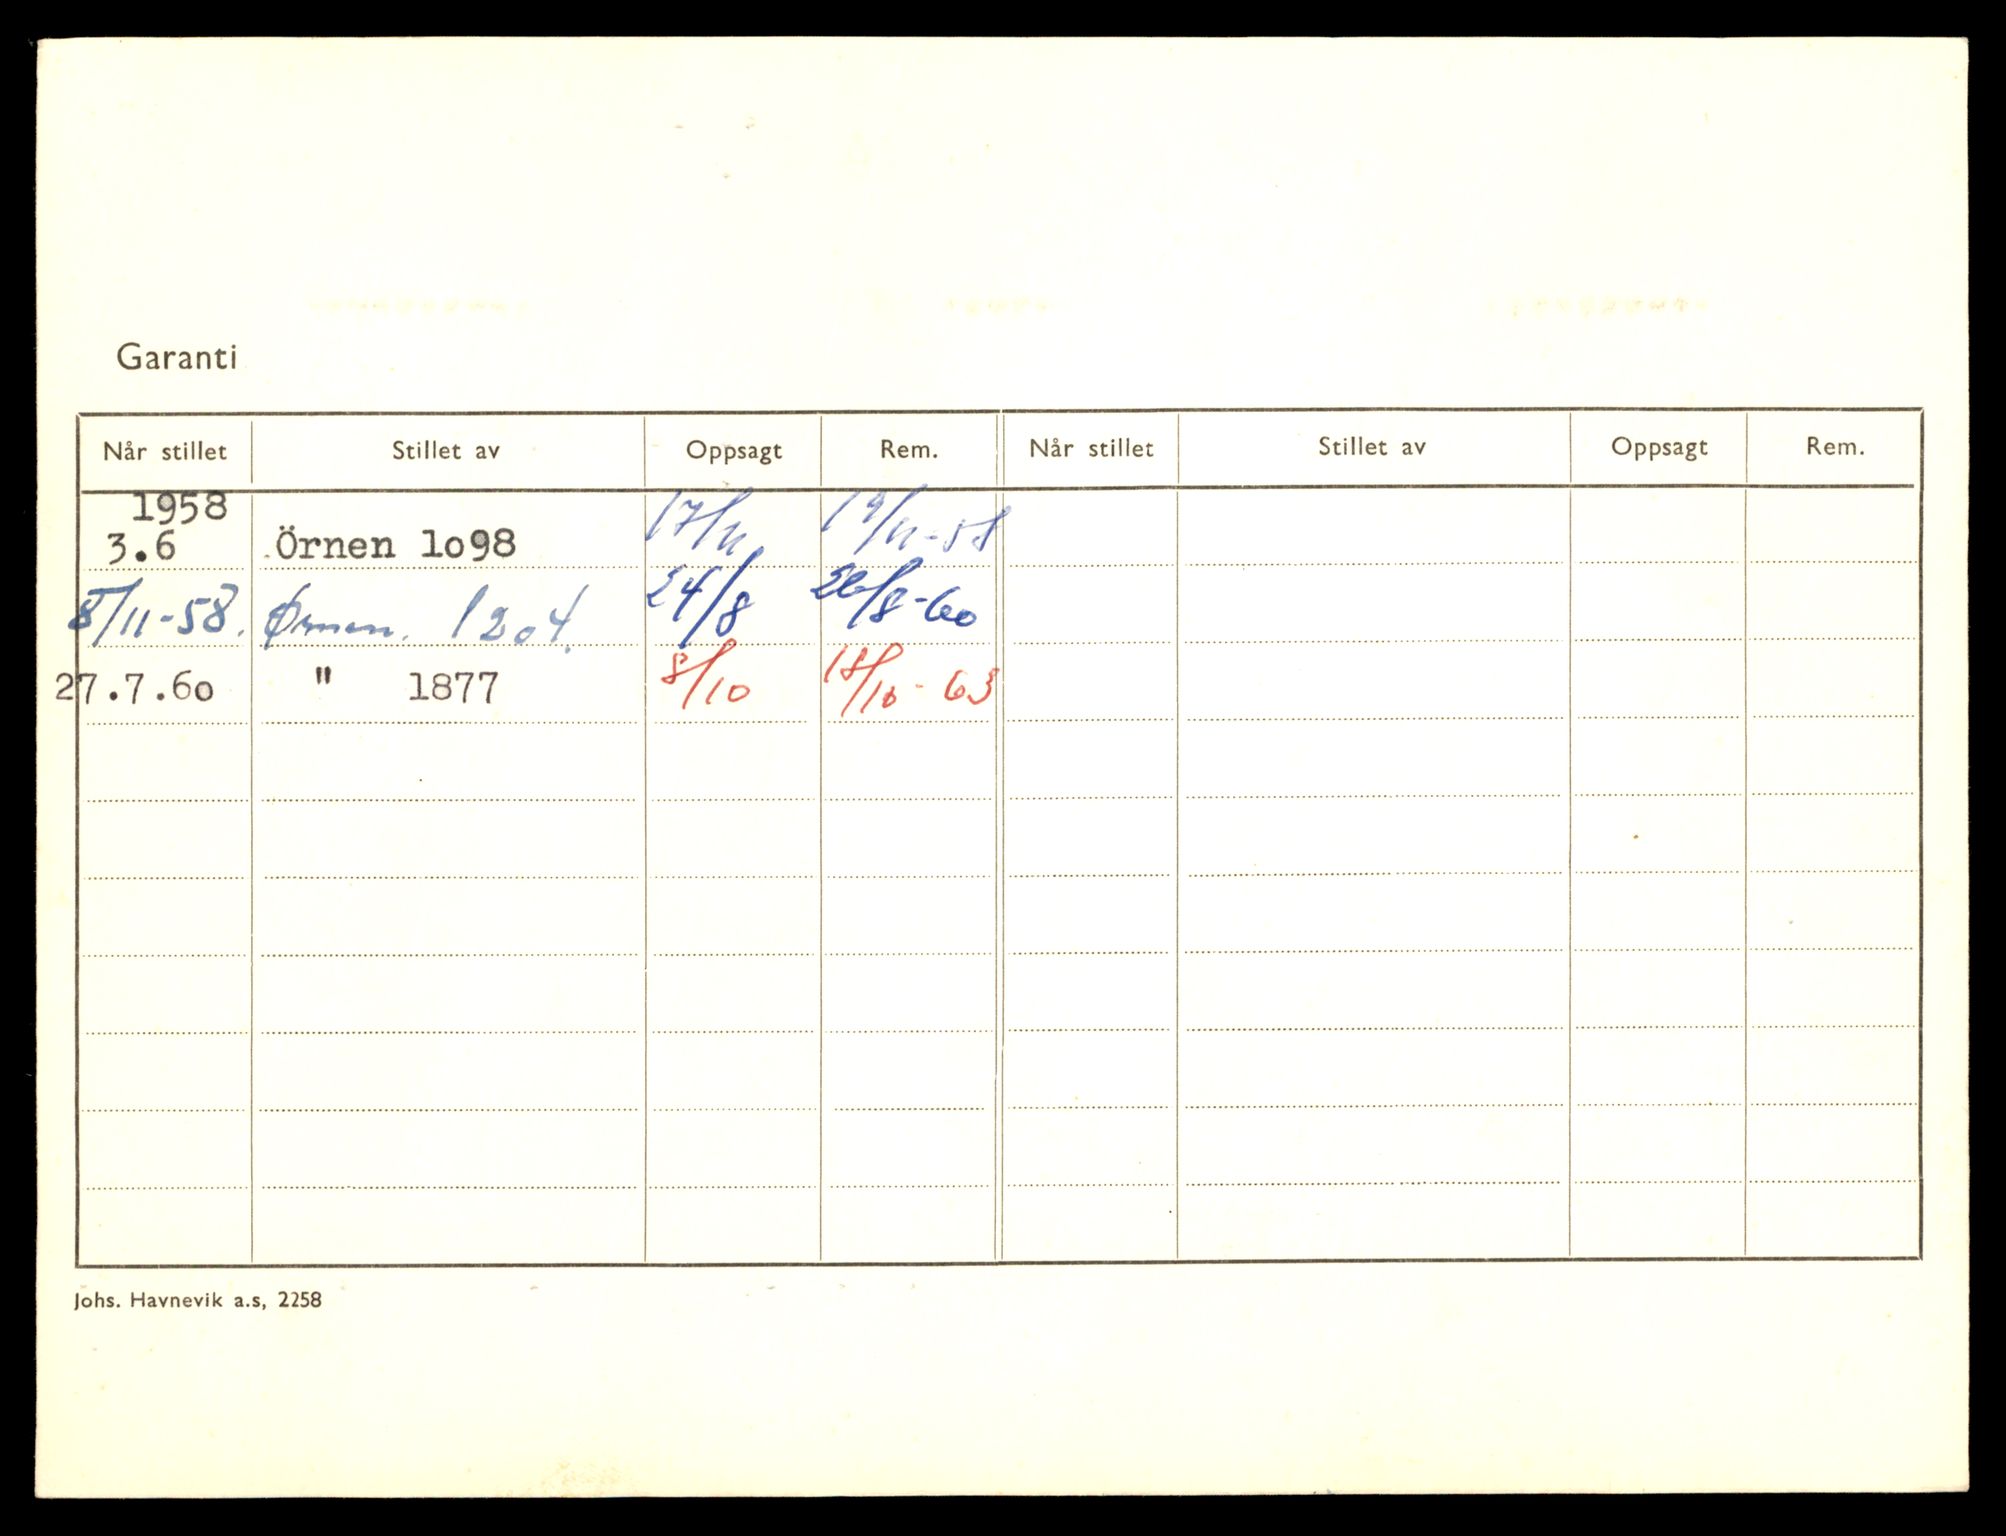 Garanti
Når stillet Stillet av Oppsagt Rem. Når stillet Stillet av Oppsagt Rem.
1958
3.6 Örnen 1o98 17/11 19/11-58
8/11-58. Ørnen. 1204. 24/8 26/8-60
27.7.6o " 1877 8/10 18/10-63
Johs. Havnevik a.s, 2258